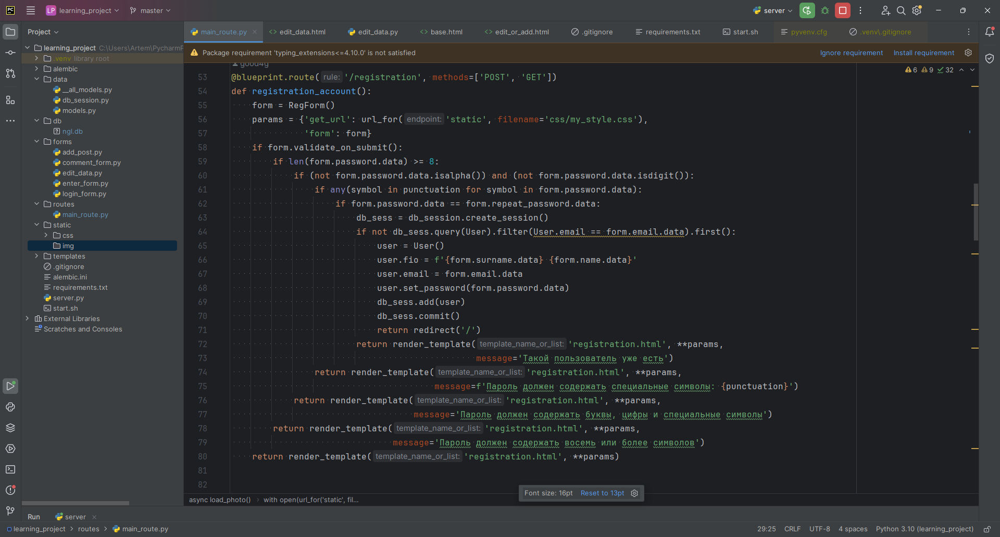 PC
LP learning_project
master
server
Project
main_route.py
edit_data.html
edit_data.py
base.html
edit_or_add.html
.gitignore
requirements.txt
start.sh
pyvenv.cfg
.venv\.gitignore
Package requirement 'typing_extensions<=4.10.0' is not satisfied
Ignore requirement
Install requirement
learning_project C:\Users\Artem\PycharmP
.venv library root
alembic
data
__all_models.py
db_session.py
models.py
db
ngl.db
forms
add_post.py
comment_form.py
edit_data.py
enter_form.py
login_form.py
routes
main_route.py
static
css
img
templates
.gitignore
alembic.ini
requirements.txt
server.py
start.sh
External Libraries
Scratches and Consoles
good4g
6 9 32
53 @blueprint.route( rule: '/registration', methods=['POST', 'GET'])
54 def registration_account():
55 form = RegForm()
56 params = {'get_url': url_for( endpoint: 'static', filename='css/my_style.css'),
57 'form': form}
58 if form.validate_on_submit():
59 if len(form.password.data) >= 8:
60 if (not form.password.data.isalpha()) and (not form.password.data.isdigit()):
61 if any(symbol in punctuation for symbol in form.password.data):
62 if form.password.data == form.repeat_password.data:
63 db_sess = db_session.create_session()
64 if not db_sess.query(User).filter(User.email == form.email.data).first():
65 user = User()
66 user.fio = f'{form.surname.data} {form.name.data}'
67 user.email = form.email.data
68 user.set_password(form.password.data)
69 db_sess.add(user)
70 db_sess.commit()
71 return redirect('/')
72 return render_template( template_name_or_list: 'registration.html', **params,
73 message='Такой пользователь уже есть')
74 return render_template( template_name_or_list: 'registration.html', **params,
75 message=f'Пароль должен содержать специальные символы: {punctuation}')
76 return render_template( template_name_or_list: 'registration.html', **params,
77 message='Пароль должен содержать буквы, цифры и специальные символы')
78 return render_template( template_name_or_list: 'registration.html', **params,
79 message='Пароль должен содержать восемь или более символов')
80 return render_template( template_name_or_list: 'registration.html', **params)
81
82
Font size: 16pt Reset to 13pt
async load_photo() › with open(url_for('static', fil...
Run server
learning_project › routes › main_route.py
29:25 CRLF UTF-8 4 spaces Python 3.10 (learning_project)